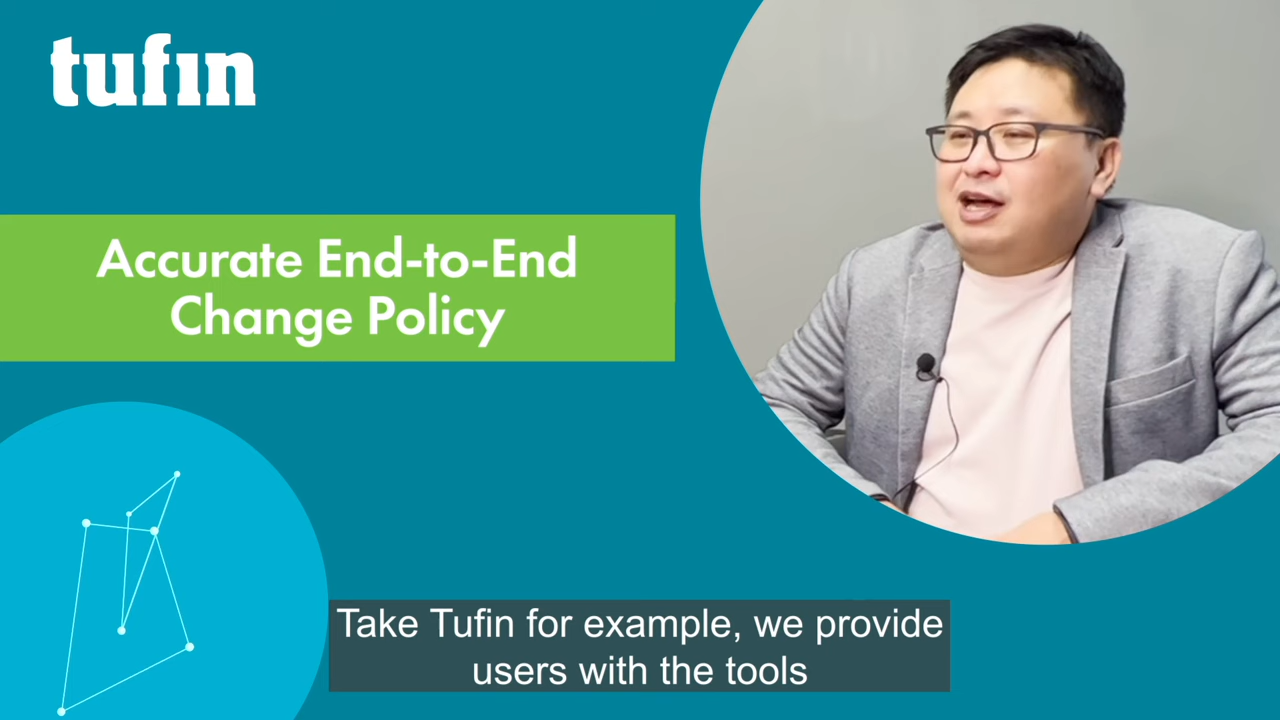 tufin
Accurate End-to-End
Change Policy
Take Tufin for example, we provide
users with the tools